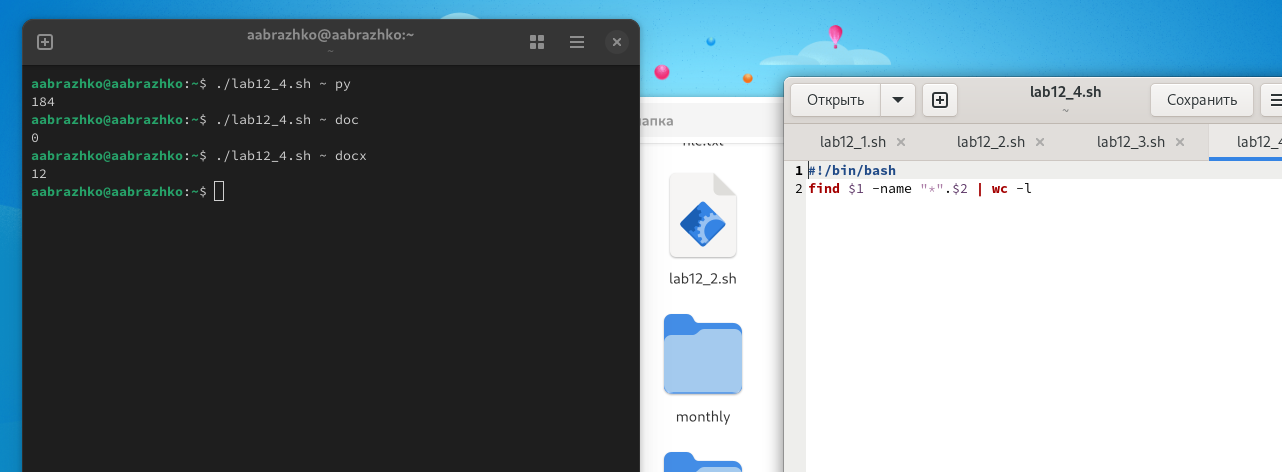 aabrazhko@aabrazhko:~
~
aabrazhko@aabrazhko:~$ ./lab12_4.sh ~ py
184
aabrazhko@aabrazhko:~$ ./lab12_4.sh ~ doc
0
aabrazhko@aabrazhko:~$ ./lab12_4.sh ~ docx
12
aabrazhko@aabrazhko:~$
апка
file.txt
lab12_2.sh
monthly
Открыть
lab12_4.sh
~
Сохранить
lab12_1.sh
lab12_2.sh
lab12_3.sh
lab12_4
1 #!/bin/bash
2 find $1 -name "*".$2 | wc -l